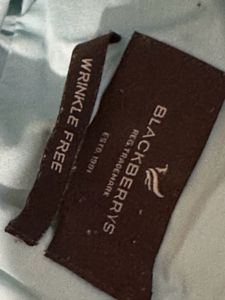 WRINKLE FREE
BLACKBERRYS
REG. TRADEMARK
ESTD. 1991